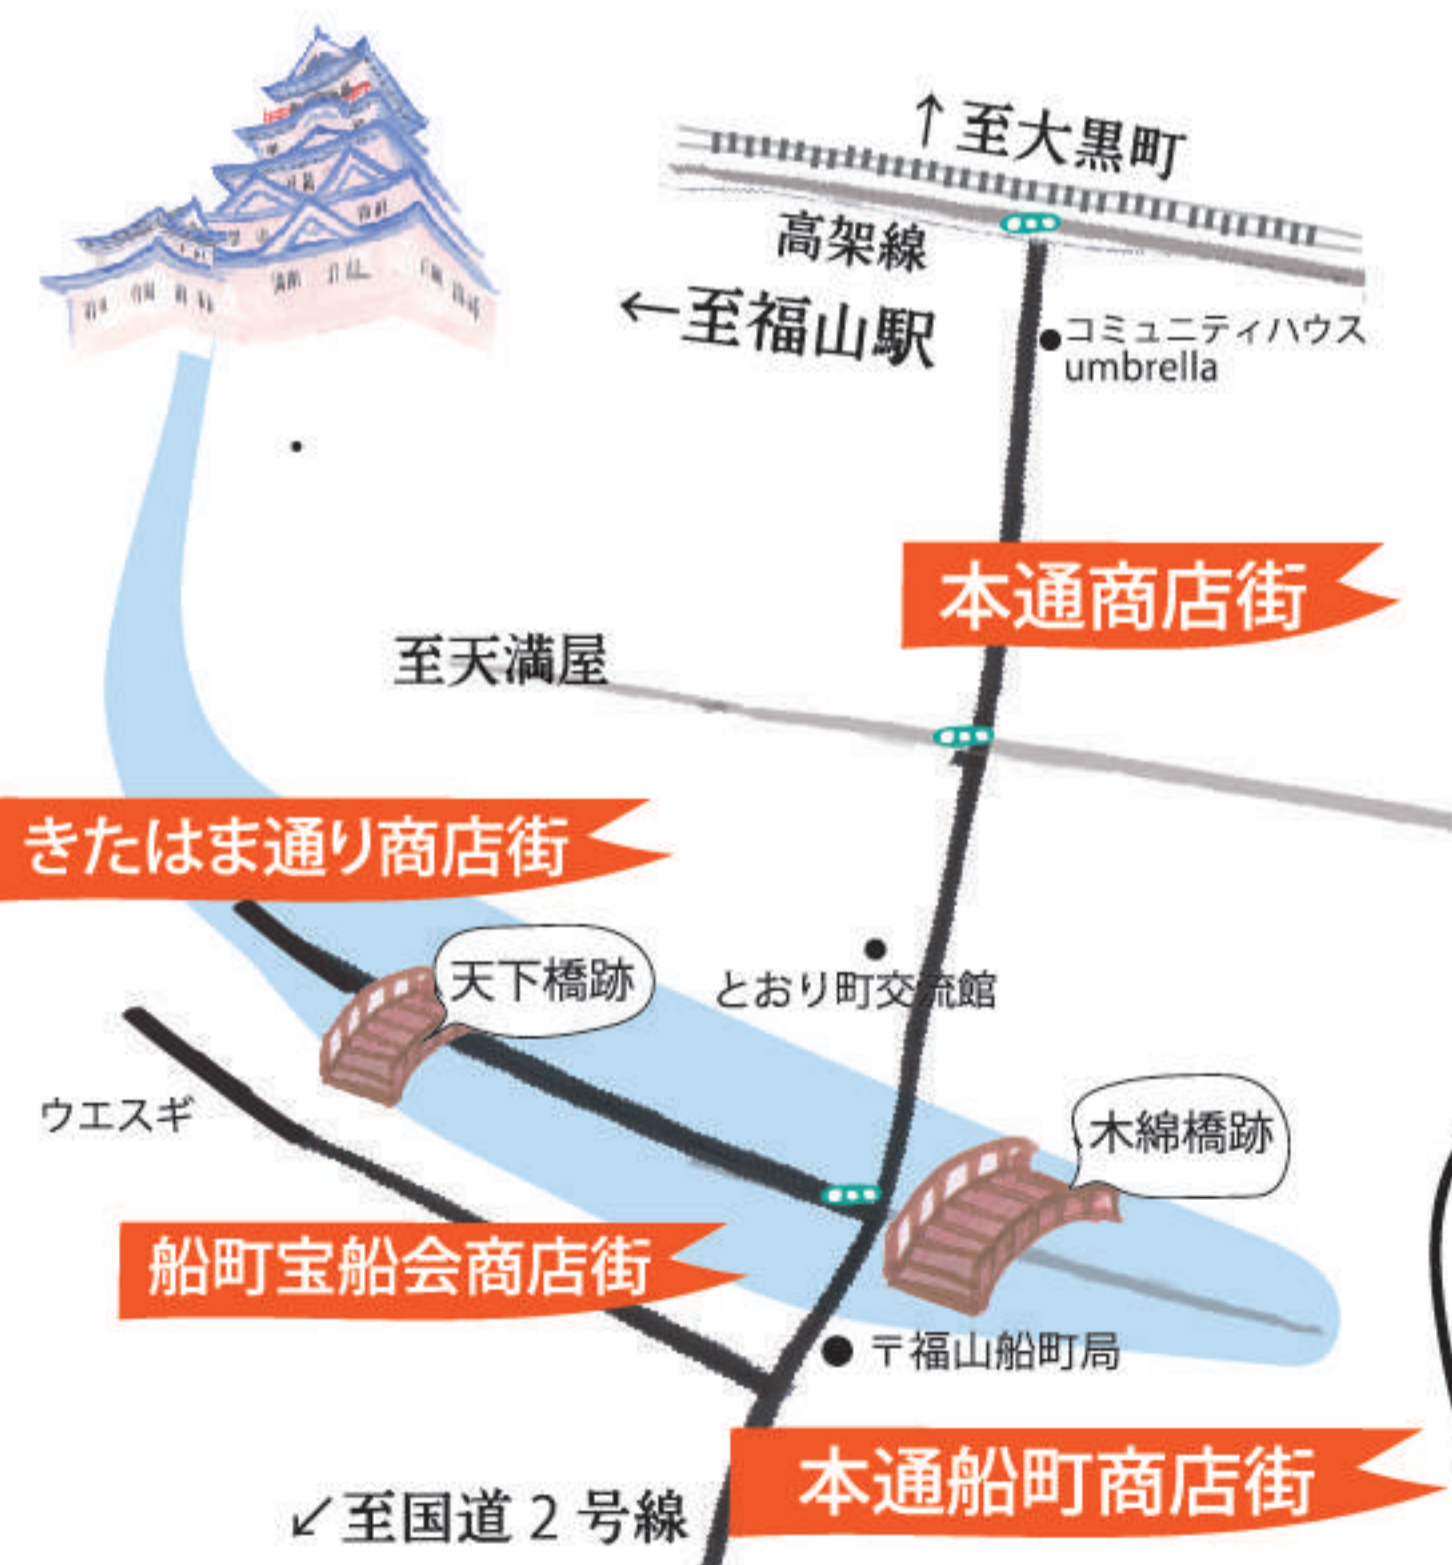 ↑至大黒町
高架線
←至福山駅
コミュニティハウス
umbrella
本通商店街
至天満屋
きたはま通り商店街
天下橋跡
とおり町交流館
ウエスギ
木綿橋跡
船町宝船会商店街
〒福山船町局
本通船町商店街
↙至国道2号線